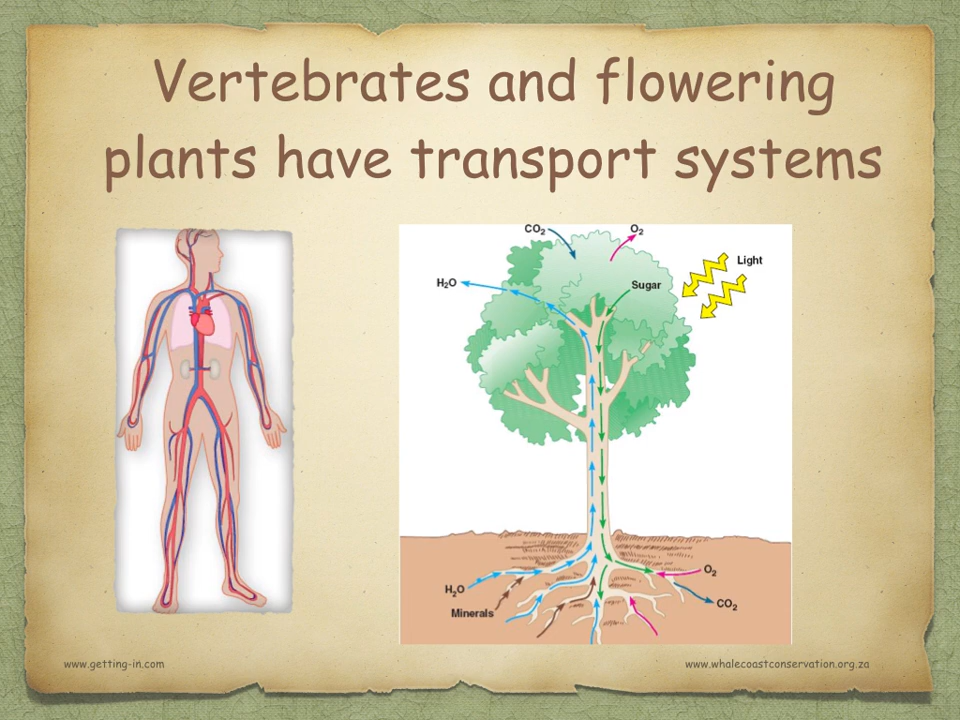 Vertebrates and flowering
plants have transport systems
CO₂
O₂
Light
H₂O
Sugar
O₂
H₂O
CO₂
Minerals
www.getting-in.com
www.whalecoastconservation.org.za